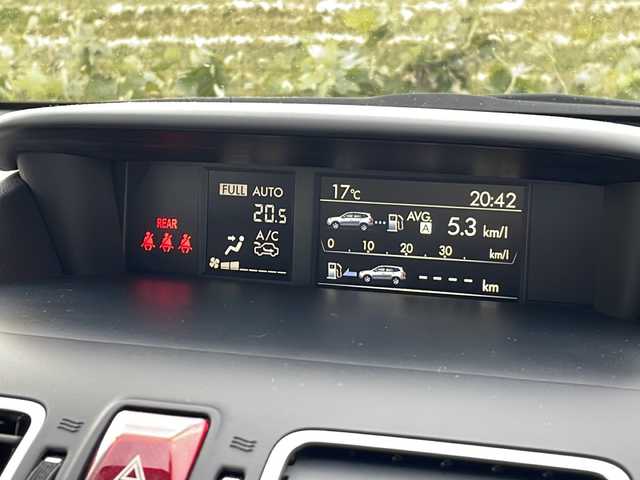 REAR
FULL AUTO
20.5
A/C
17℃ 20:42
AVG. A 5.3 km/l
0 10 20 30 km/l
---- km